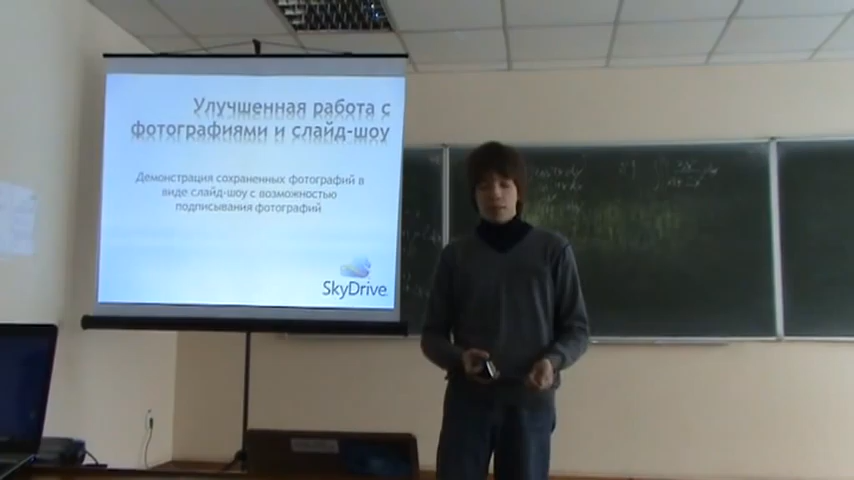 Улучшенная работа с
фотографиями и слайд-шоу
Демонстрация сохраненных фотографий в
виде слайд-шоу с возможностью
подписывания фотографий
SkyDrive